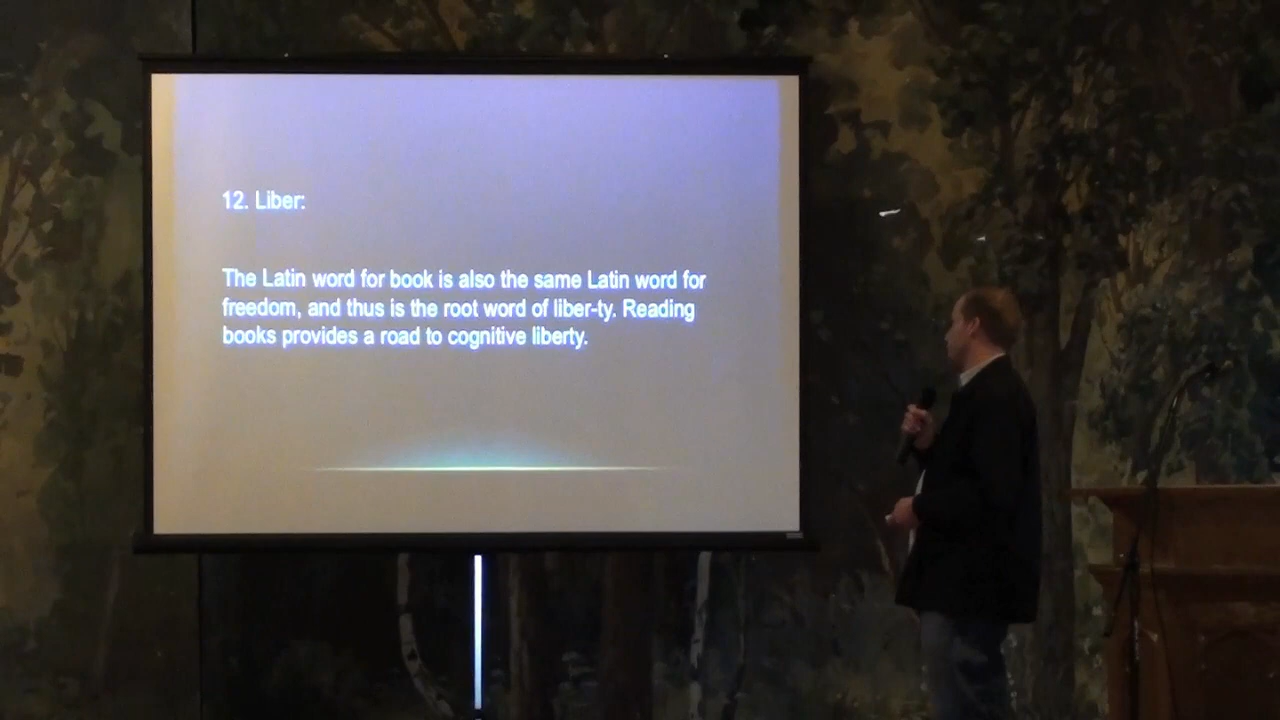 12. Liber:
The Latin word for book is also the same Latin word for
freedom, and thus is the root word of liber-ty. Reading
books provides a road to cognitive liberty.